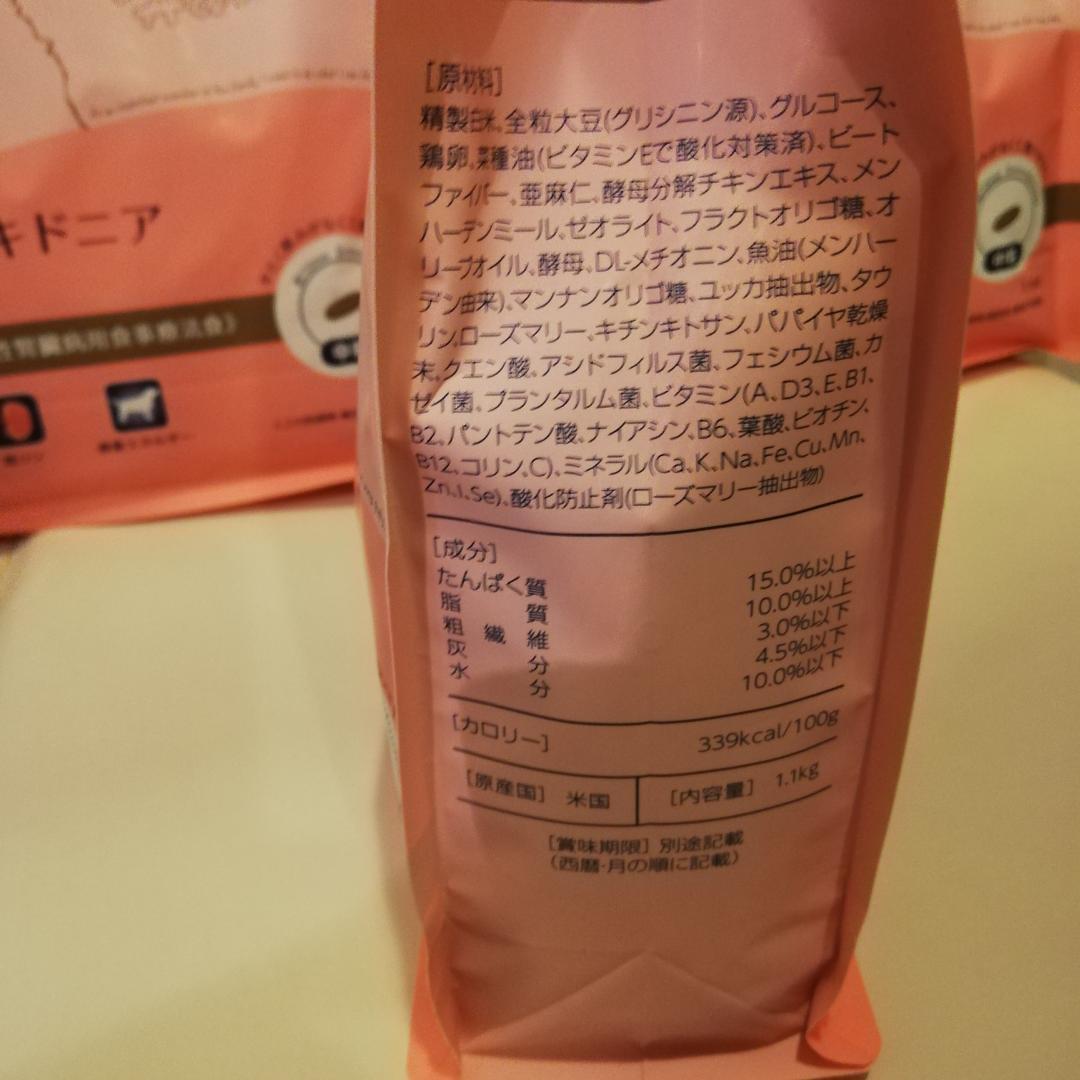 [原材料]
精製白米､全粒大豆(グリシニン源)､グルコース､
鶏卵､菜種油(ビタミンEで酸化対策済)､ビート
ファイバー､亜麻仁､酵母分解チキンエキス､メン
ハーデンミール､ゼオライト､フラクトオリゴ糖､オ
リーブオイル､酵母､DL-メチオニン､魚油(メンハー
デン由来)､マンナンオリゴ糖､ユッカ抽出物､タウ
リン､ローズマリー､キチンキトサン､パパイヤ乾燥
末､クエン酸､アシドフィルス菌､フェシウム菌､カ
ゼイ菌､プランタルム菌､ビタミン(A､D3､E､B1､
B2､パントテン酸､ナイアシン､B6､葉酸､ビオチン､
B12､コリン､C)､ミネラル(Ca､K､Na､Fe､Cu､Mn､
Zn､I､Se)､酸化防止剤(ローズマリー抽出物)
[成分]
たんぱく質 15.0%以上
脂質 10.0%以上
粗繊維 3.0%以下
灰分 4.5%以下
水分 10.0%以下
[カロリー] 339kcal/100g
[原産国] 米国 [内容量] 1.1kg
[賞味期限] 別途記載
(西暦･月の順に記載)
キドニア
性腎臓病用食事療法食》